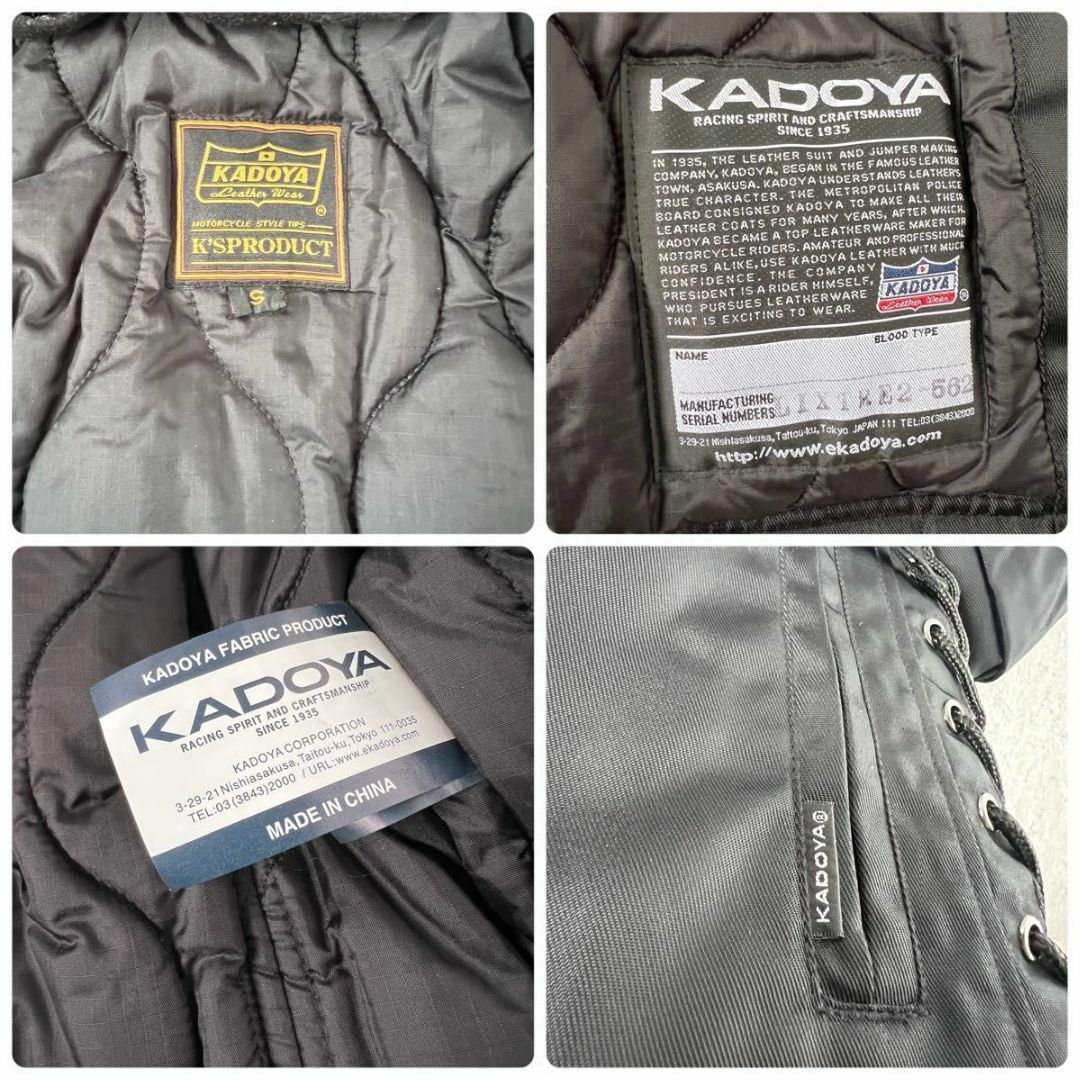 KADOYA
Leather Wear
®
MOTORCYCLE STYLE TIPS
K'SPRODUCT
S
KADOYA
RACING SPIRIT AND CRAFTSMANSHIP
SINCE 1935
IN 1935, THE LEATHER SUIT AND JUMPER MAKING
COMPANY, KADOYA, BEGAN IN THE FAMOUS LEATHER
TOWN, ASAKUSA. KADOYA UNDERSTANDS LEATHER'S
TRUE CHARACTER. THE METROPOLITAN POLICE
BOARD CONSIGNED KADOYA TO MAKE ALL THEIR
LEATHER COATS FOR MANY YEARS, AFTER WHICH,
KADOYA BECAME A TOP LEATHERWARE MAKER FOR
MOTORCYCLE RIDERS. AMATEUR AND PROFESSIONAL
RIDERS ALIKE, USE KADOYA LEATHER WITH MUCH
CONFIDENCE. THE COMPANY
PRESIDENT IS A RIDER HIMSELF,
WHO PURSUES LEATHERWARE
THAT IS EXCITING TO WEAR.
KADOYA
Leather Wear
®
NAME
BLOOD TYPE
MANUFACTURING
SERIAL NUMBERS
3-29-21 Nishiasakusa, Taitou-ku, Tokyo JAPAN 111 TEL:03(3843)2000
http://www.ekadoya.com
KADOYA FABRIC PRODUCT
KADOYA
RACING SPIRIT AND CRAFTSMANSHIP
SINCE 1935
KADOYA CORPORATION
3-29-21 Nishiasakusa, Taitou-ku, Tokyo 111-0035
TEL:03(3843)2000 / URL:www.ekadoya.com
MADE IN CHINA
KADOYA®